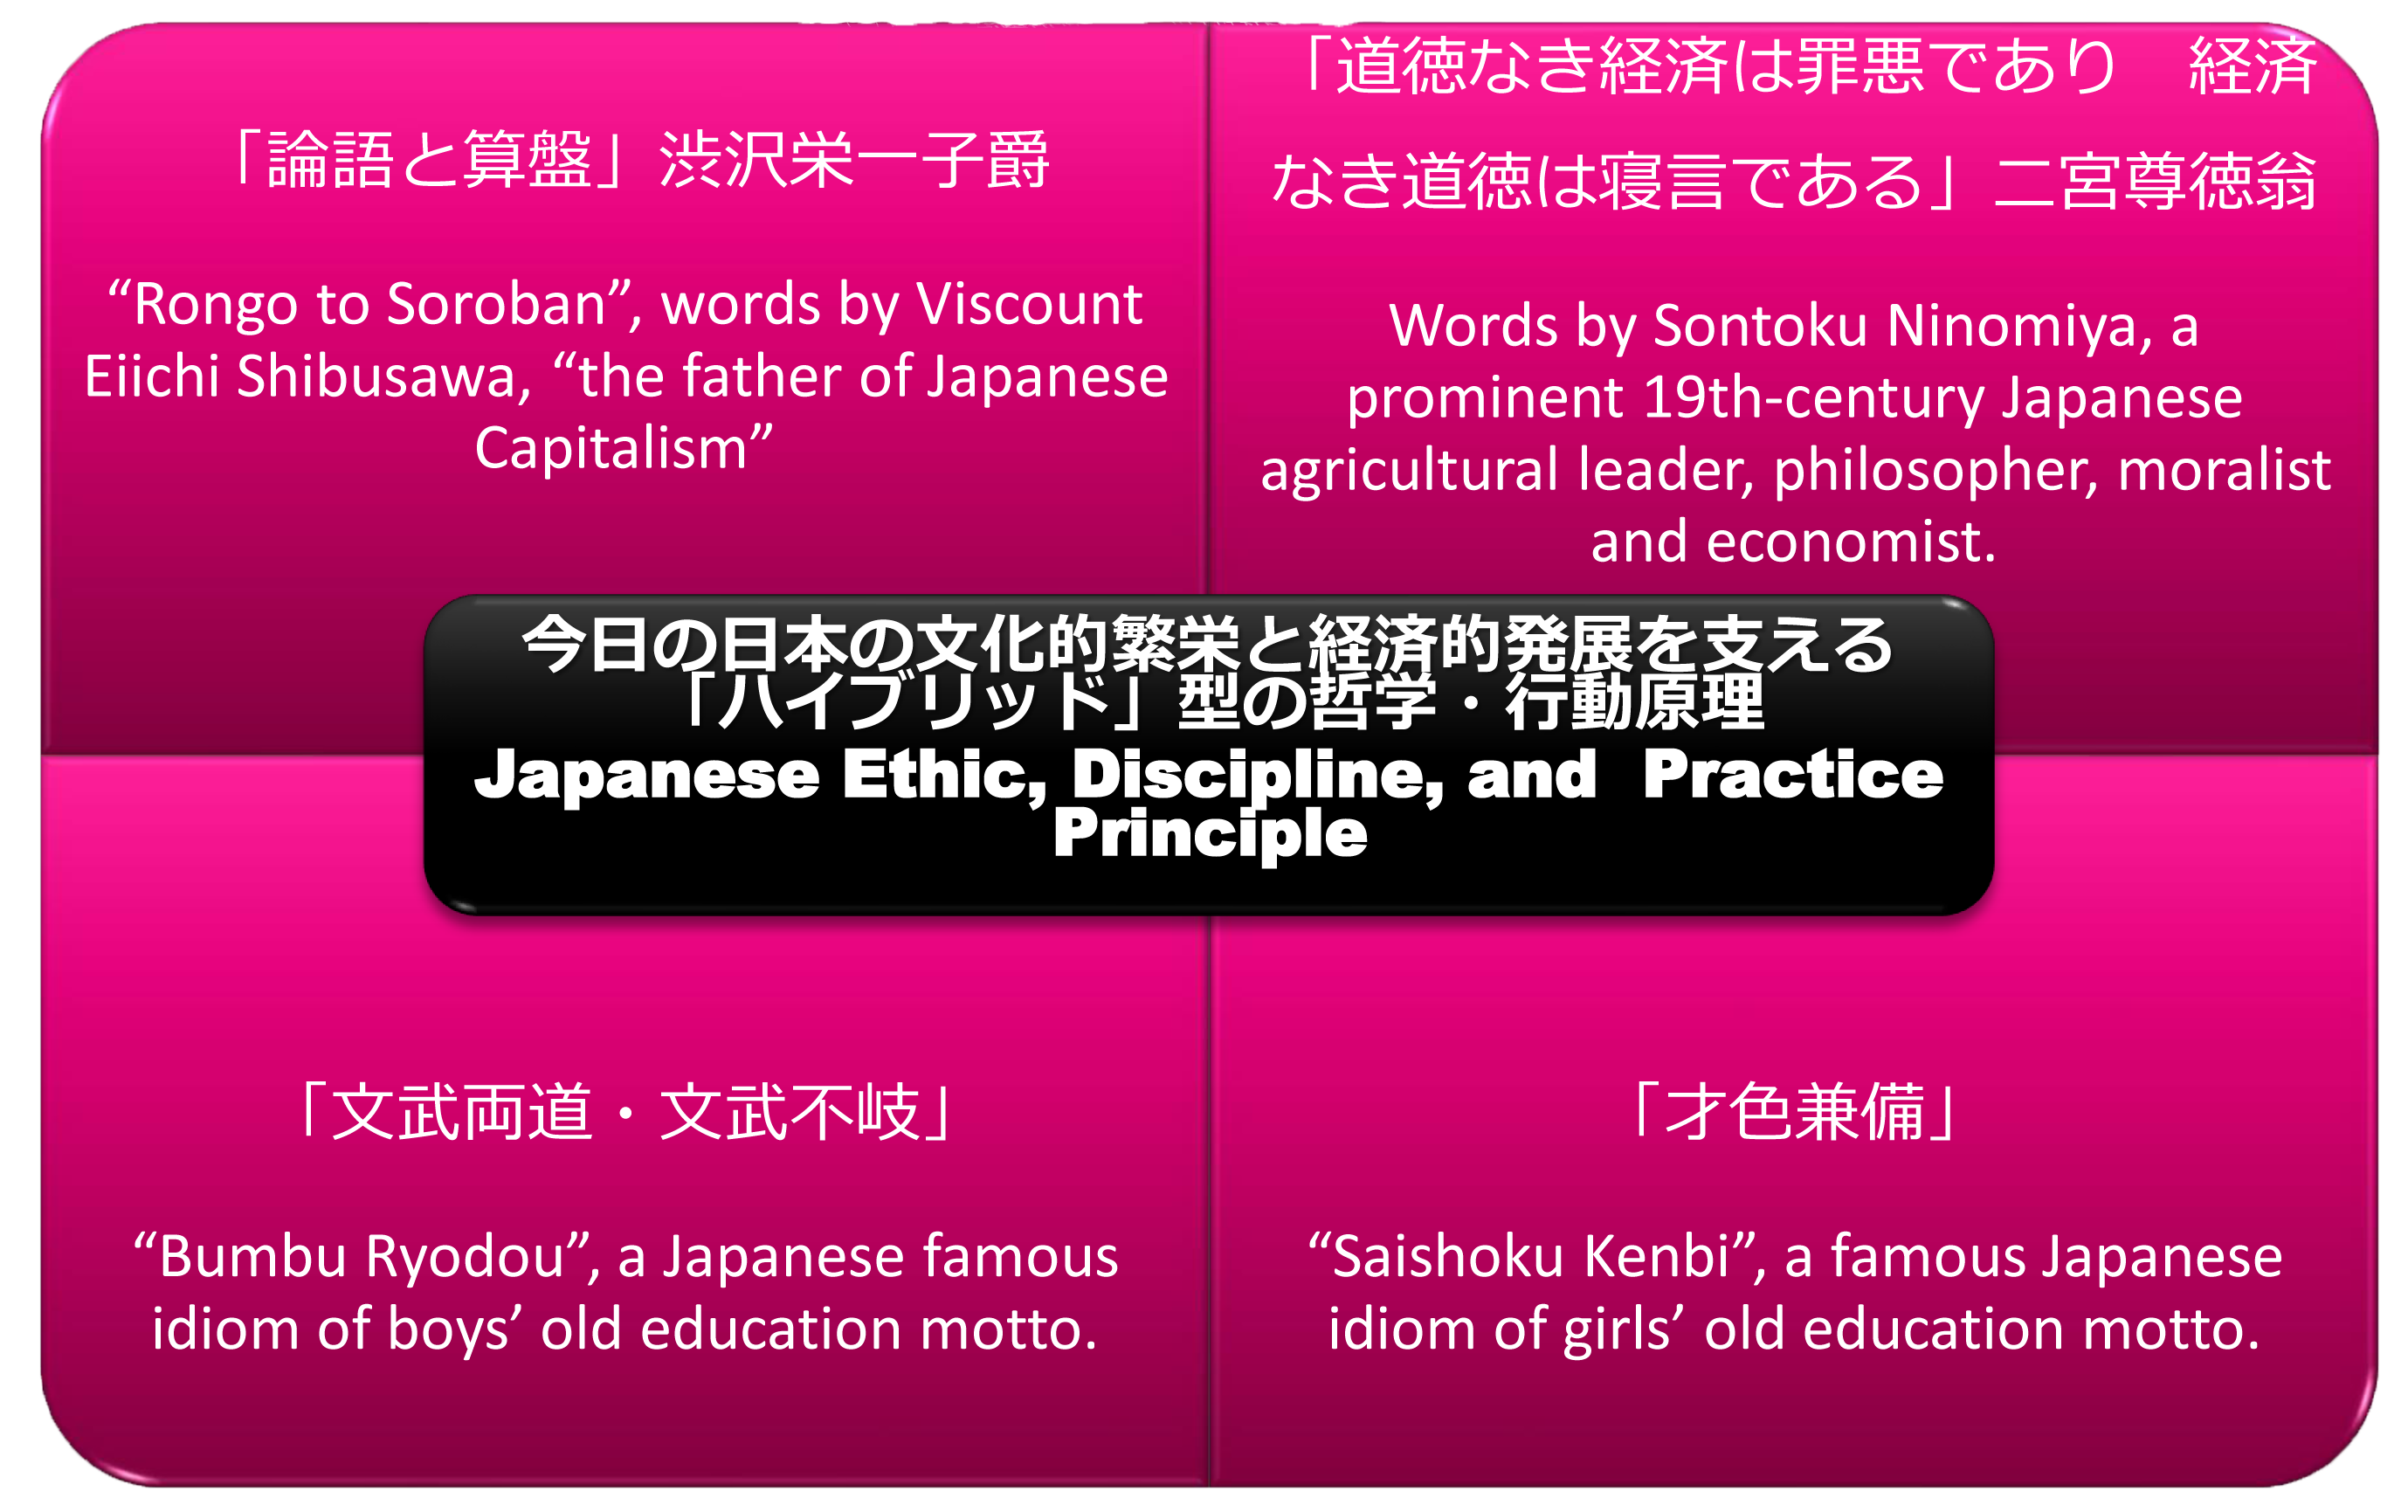 「論語と算盤」渋沢栄一子爵
“Rongo to Soroban”, words by Viscount
Eiichi Shibusawa, “the father of Japanese
Capitalism”
「道徳なき経済は罪悪であり　経済
なき道徳は寝言である」二宮尊徳翁
Words by Sontoku Ninomiya, a
prominent 19th-century Japanese
agricultural leader, philosopher, moralist
and economist.
今日の日本の文化的繁栄と経済的発展を支える
「ハイブリッド」型の哲学・行動原理
Japanese Ethic, Discipline, and  Practice
Principle
「文武両道・文武不岐」
“Bumbu Ryodou”, a Japanese famous
idiom of boys’ old education motto.
「才色兼備」
“Saishoku Kenbi”, a famous Japanese
idiom of girls’ old education motto.